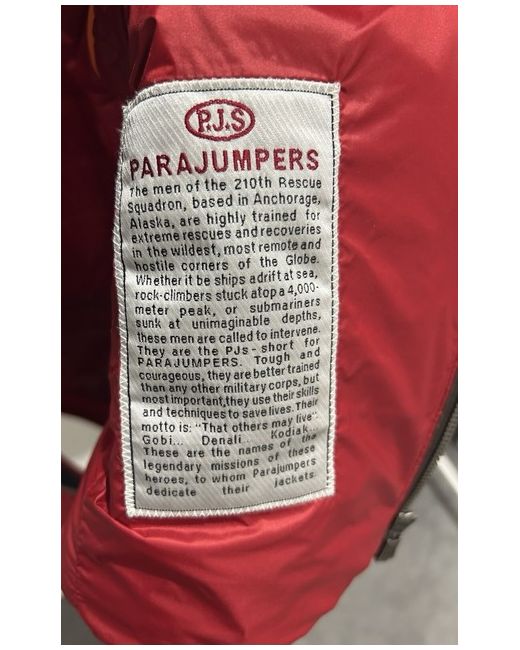 P.J.S
PARAJUMPERS
The men of the 210th Rescue
Squadron, based in Anchorage,
Alaska, are highly trained for
extreme rescues and recoveries
in the wildest, most remote and
hostile corners of the Globe.
Whether it be ships adrift at sea,
rock-climbers stuck atop a 4,000-
meter peak, or submariners
sunk at unimaginable depths,
these men are called to intervene.
They are the PJs - short for
PARAJUMPERS. Tough and
courageous, they are better trained
than any other military corps, but
most important, they use their skills
and techniques to save lives. Their
motto is: "That others may live".
Gobi... Denali... Kodiak...
These are the names of the
legendary missions of these
heroes, to whom Parajumpers
dedicate their jackets.